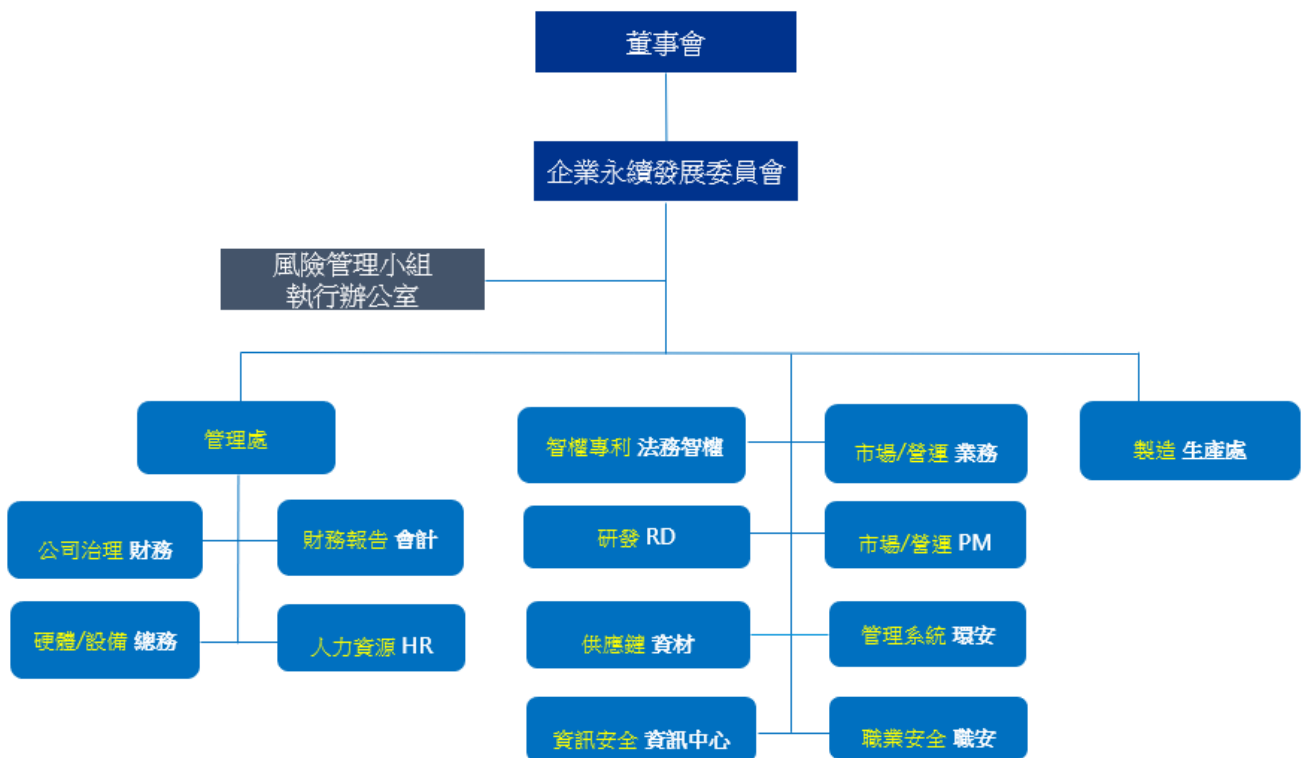 董事會
企業永續發展委員會
風險管理小組
執行辦公室
管理處
智權專利 法務智權
市場/營運 業務
製造 生產處
公司治理 財務
財務報告 會計
研發 RD
市場/營運 PM
硬體/設備 總務
人力資源 HR
供應鏈 資材
管理系統 環安
資訊安全 資訊中心
職業安全 職安